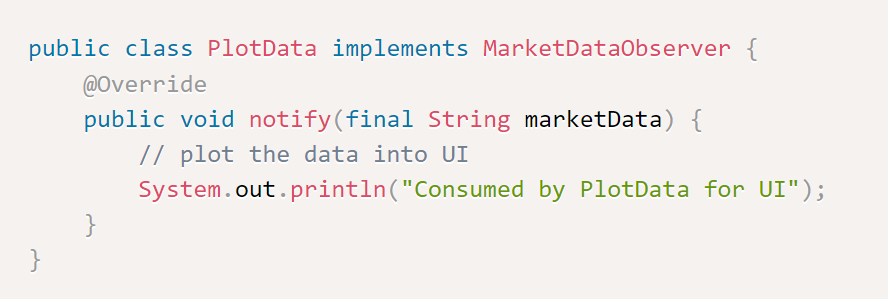 public class PlotData implements MarketDataObserver {
    @Override
    public void notify(final String marketData) {
        // plot the data into UI
        System.out.println("Consumed by PlotData for UI");
    }
}